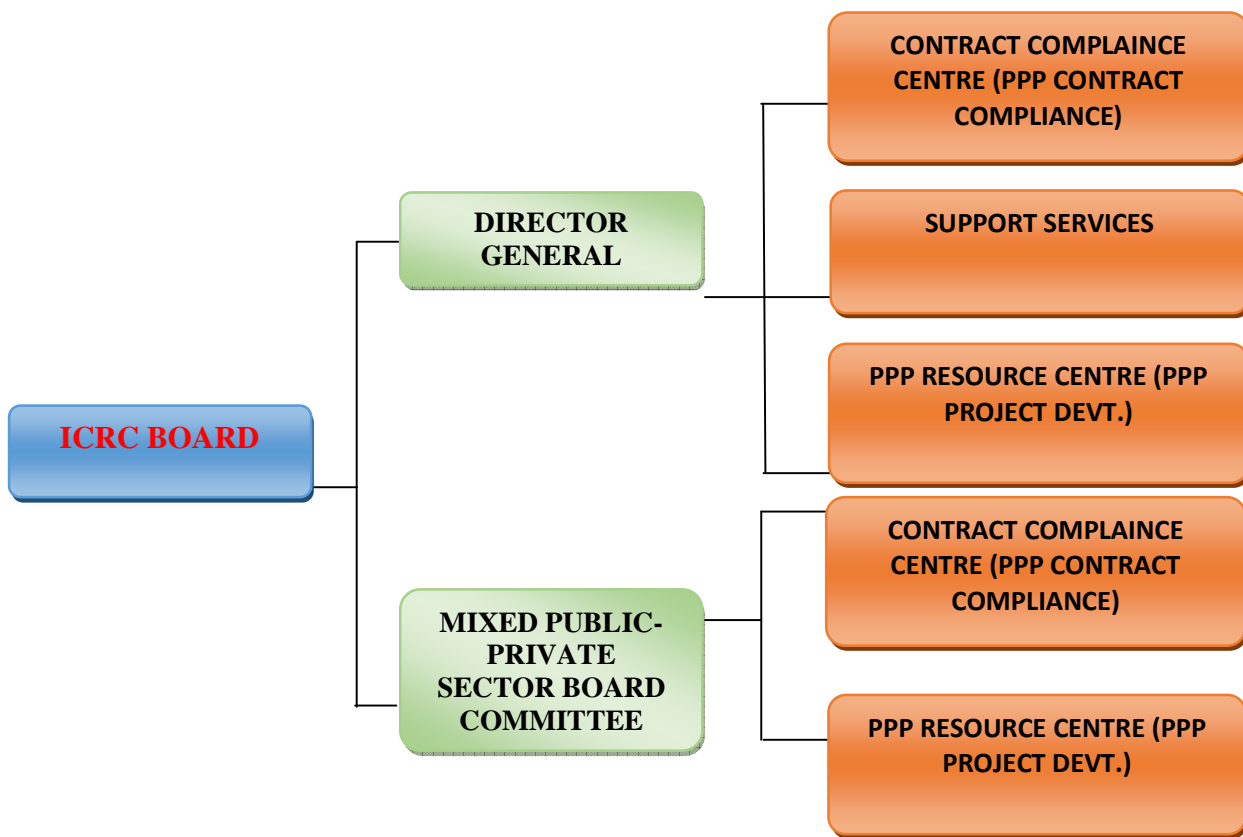 ICRC BOARD
DIRECTOR
GENERAL
CONTRACT COMPLAINCE
CENTRE (PPP CONTRACT
COMPLIANCE)
SUPPORT SERVICES
PPP RESOURCE CENTRE (PPP
PROJECT DEVT.)
MIXED PUBLIC-
PRIVATE
SECTOR BOARD
COMMITTEE
CONTRACT COMPLAINCE
CENTRE (PPP CONTRACT
COMPLIANCE)
PPP RESOURCE CENTRE (PPP
PROJECT DEVT.)